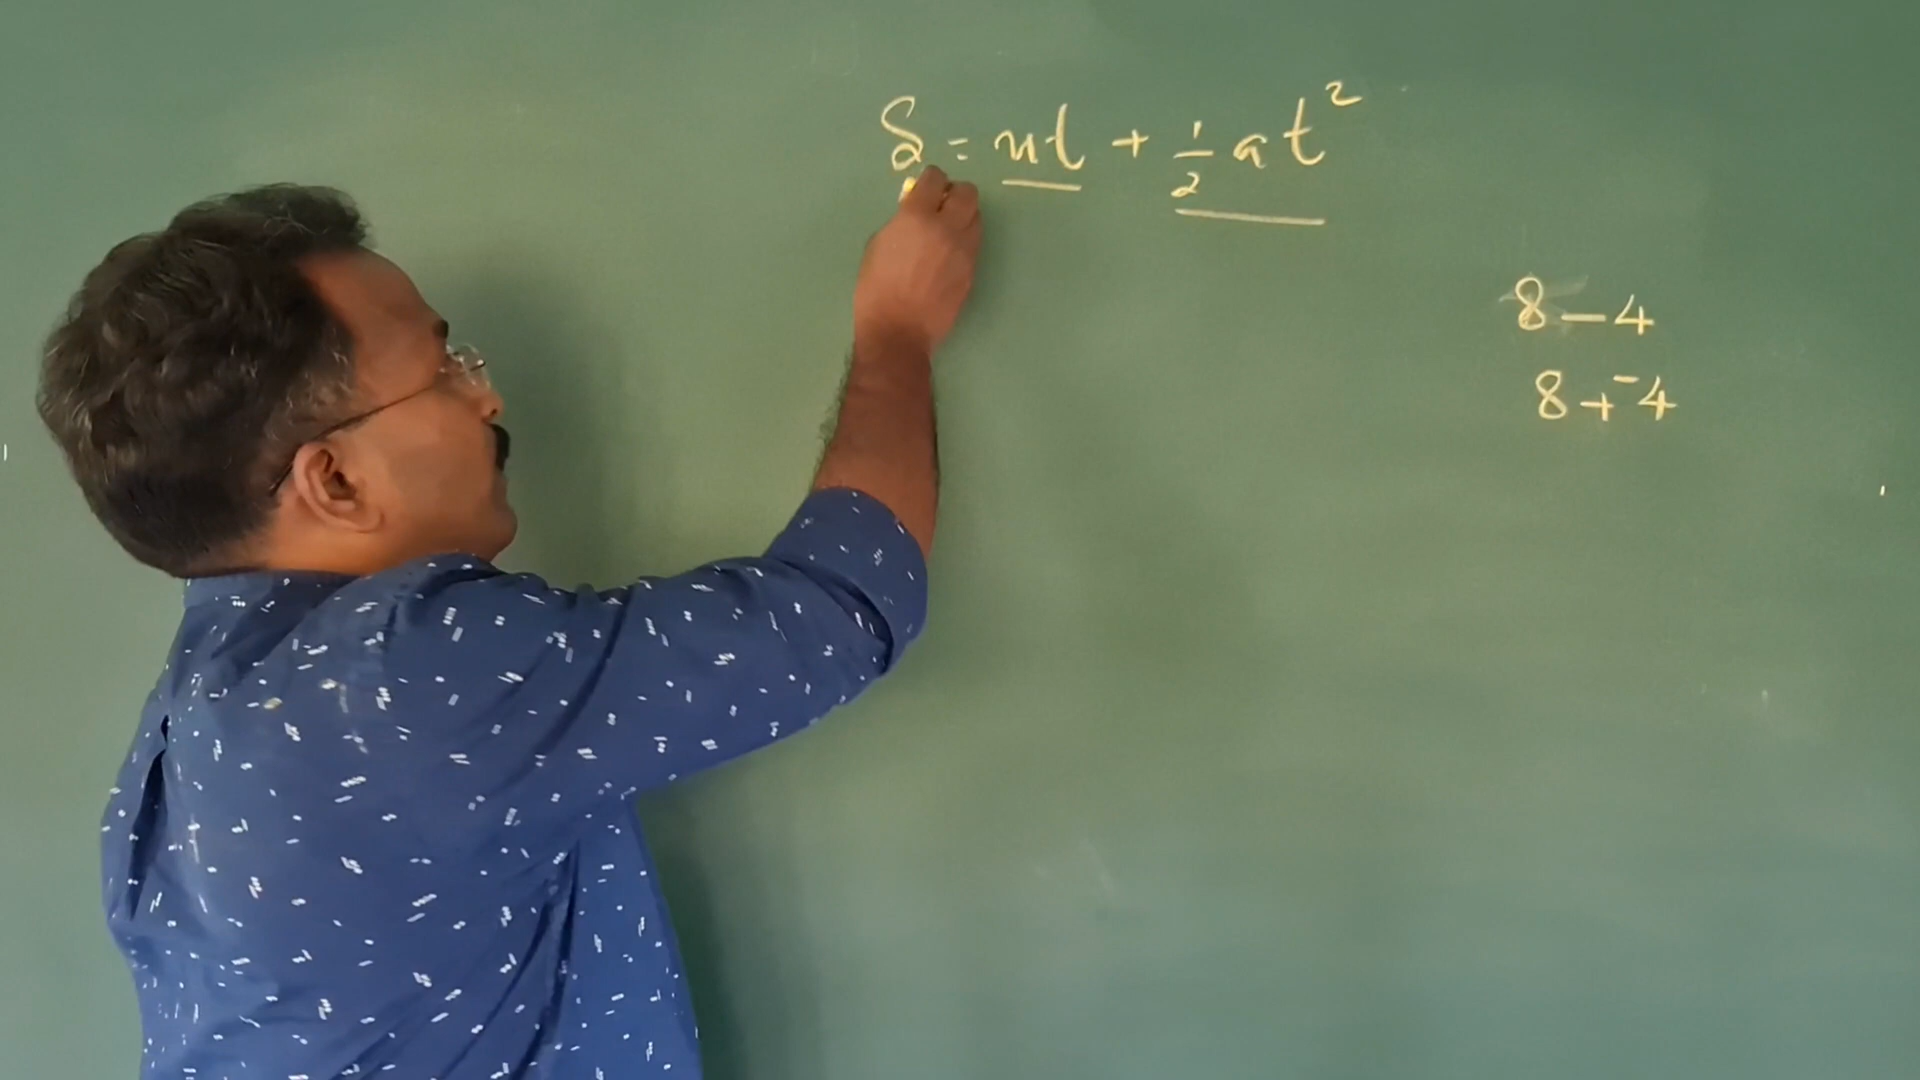 S = ut + 1/2 at²
8 – 4
8 + ⁻4